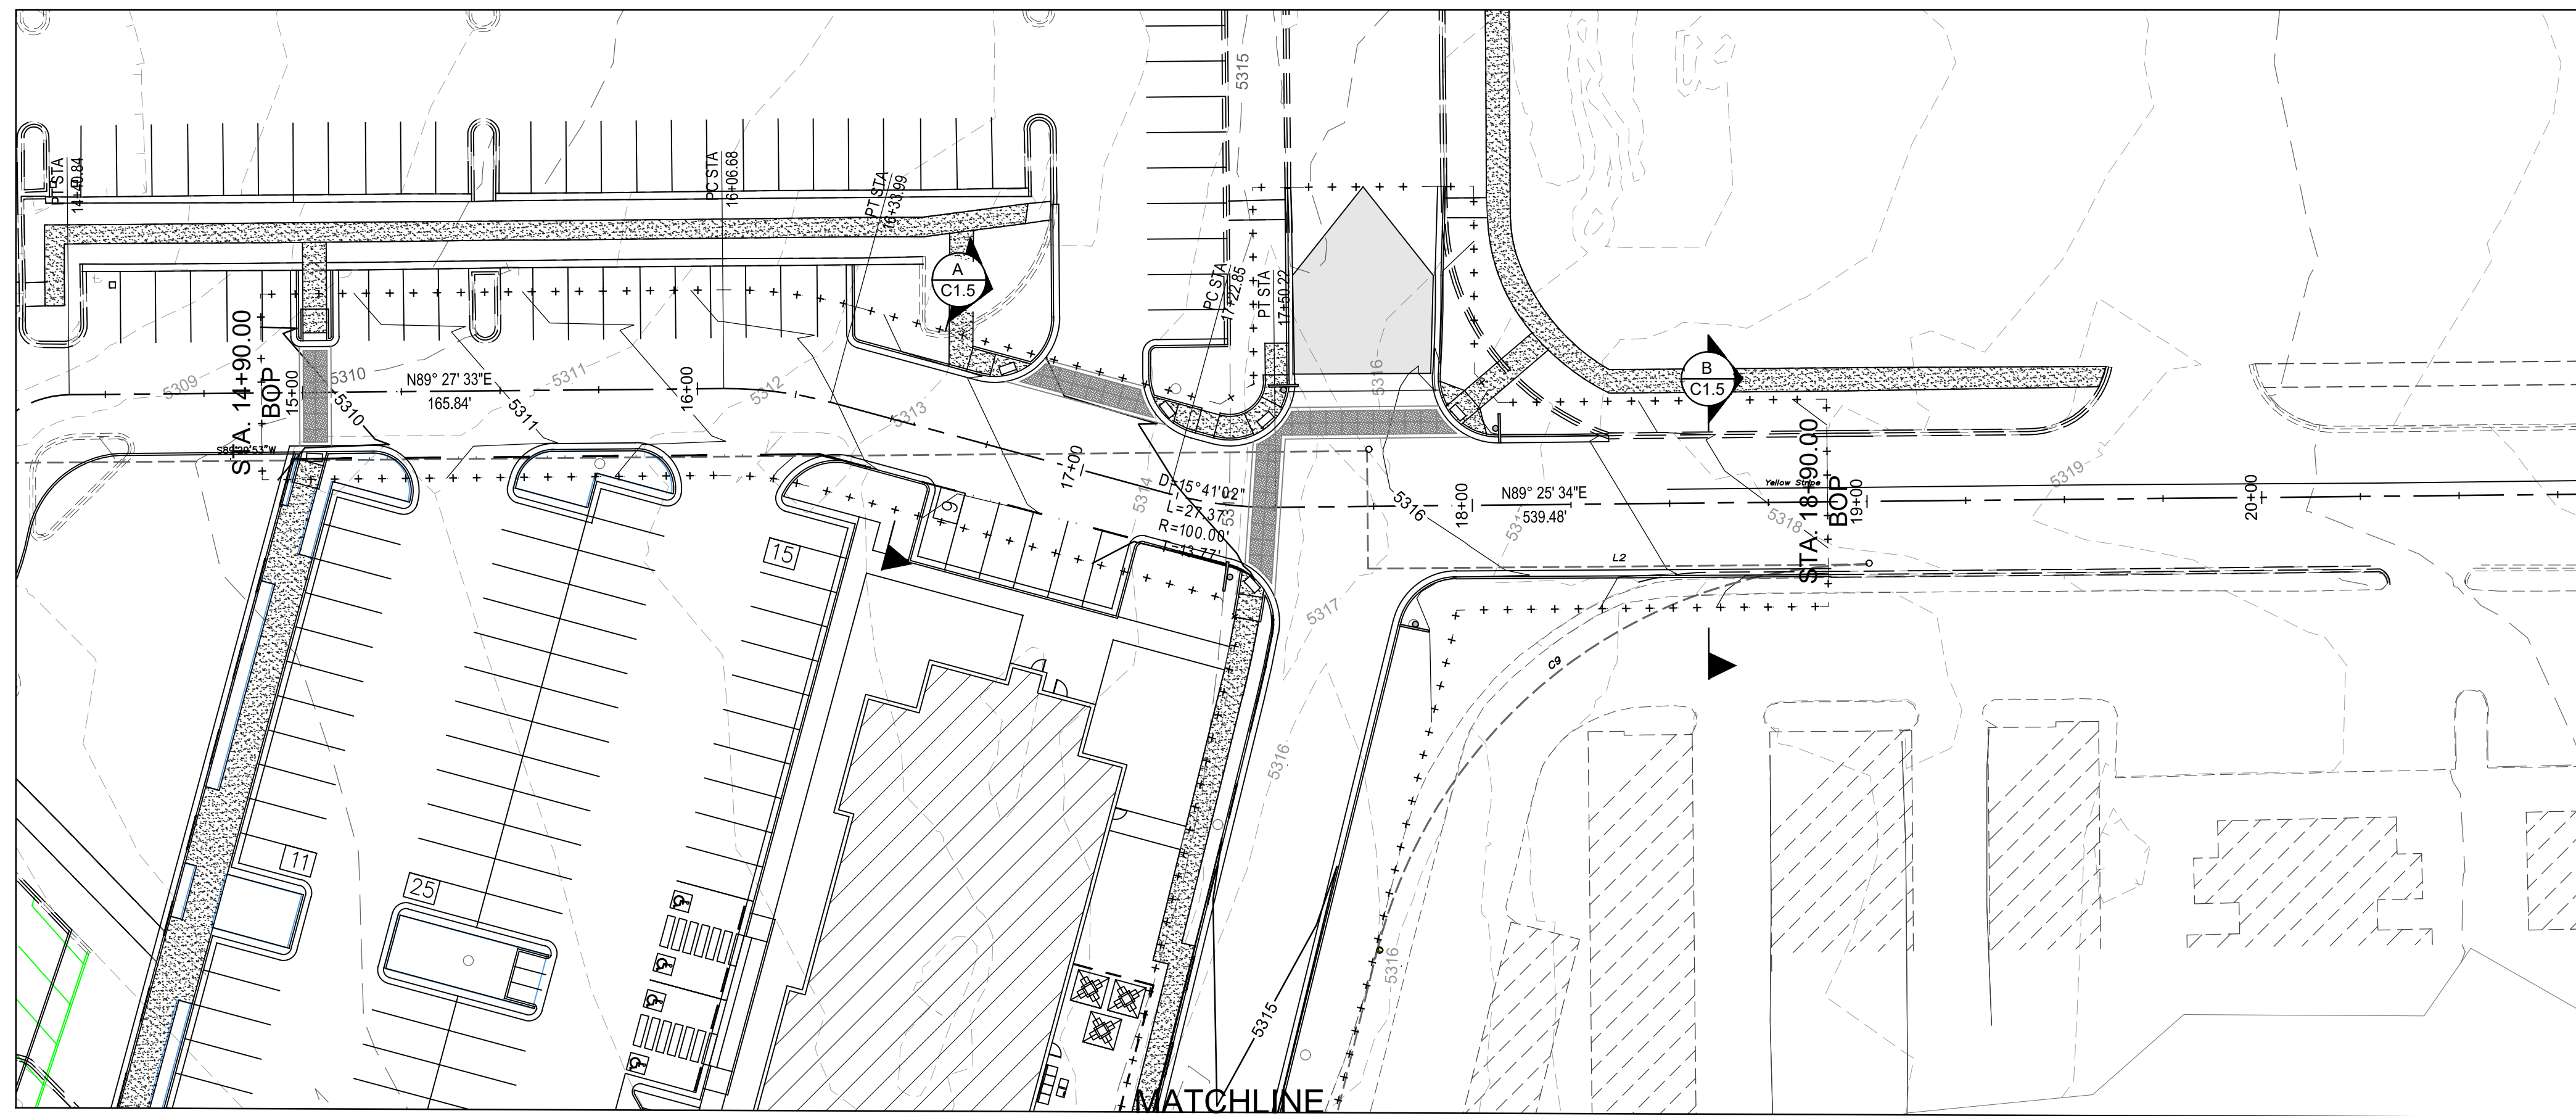 PT STA
14+40.84
PC STA
16+06.68
PT STA
16+33.99
5315
PC STA
17+22.85
PT STA
17+50.22
A
C1.5
B
C1.5
STA. 14+90.00
BOP
15+00
5309
5310
5310
N89° 27' 33"E
165.84'
5311
5311
16+00
5312
5313
5314
5316
17+00
D=15°41'02"
L=27.37'
R=100.00'
T=13.77'
5316
18+00
N89° 25' 34"E
539.48'
Yellow Stripe
5318
STA. 18+90.00
BOP
19+00
5319
20+00
L2
9
15
5317
C9
5316
11
25
5316
5315
MATCHLINE